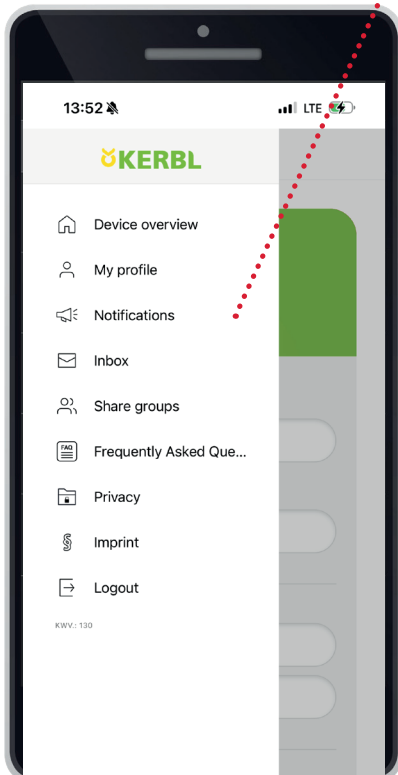 13:52
LTE
KERBL
Device overview
My profile
Notifications
Inbox
Share groups
FAQ
Frequently Asked Que...
Privacy
§ Imprint
Logout
KWV.: 130